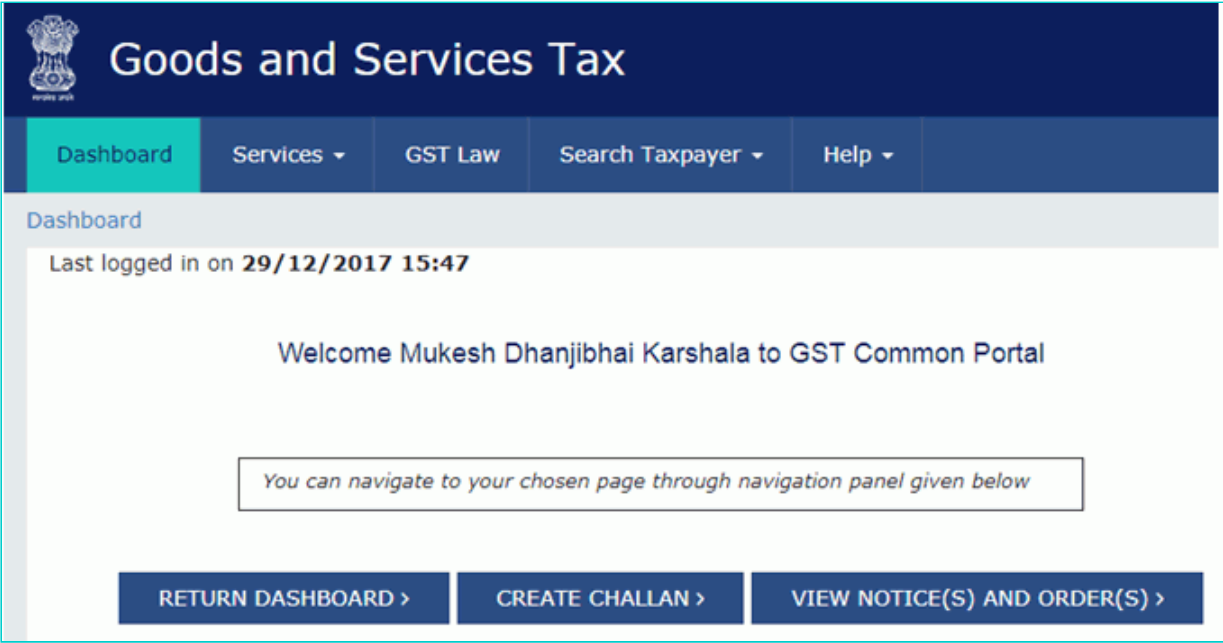 Goods and Services Tax
Dashboard Services GST Law Search Taxpayer Help
Dashboard
Last logged in on 29/12/2017 15:47
Welcome Mukesh Dhanjibhai Karshala to GST Common Portal
You can navigate to your chosen page through navigation panel given below
RETURN DASHBOARD > CREATE CHALLAN > VIEW NOTICE(S) AND ORDER(S) >